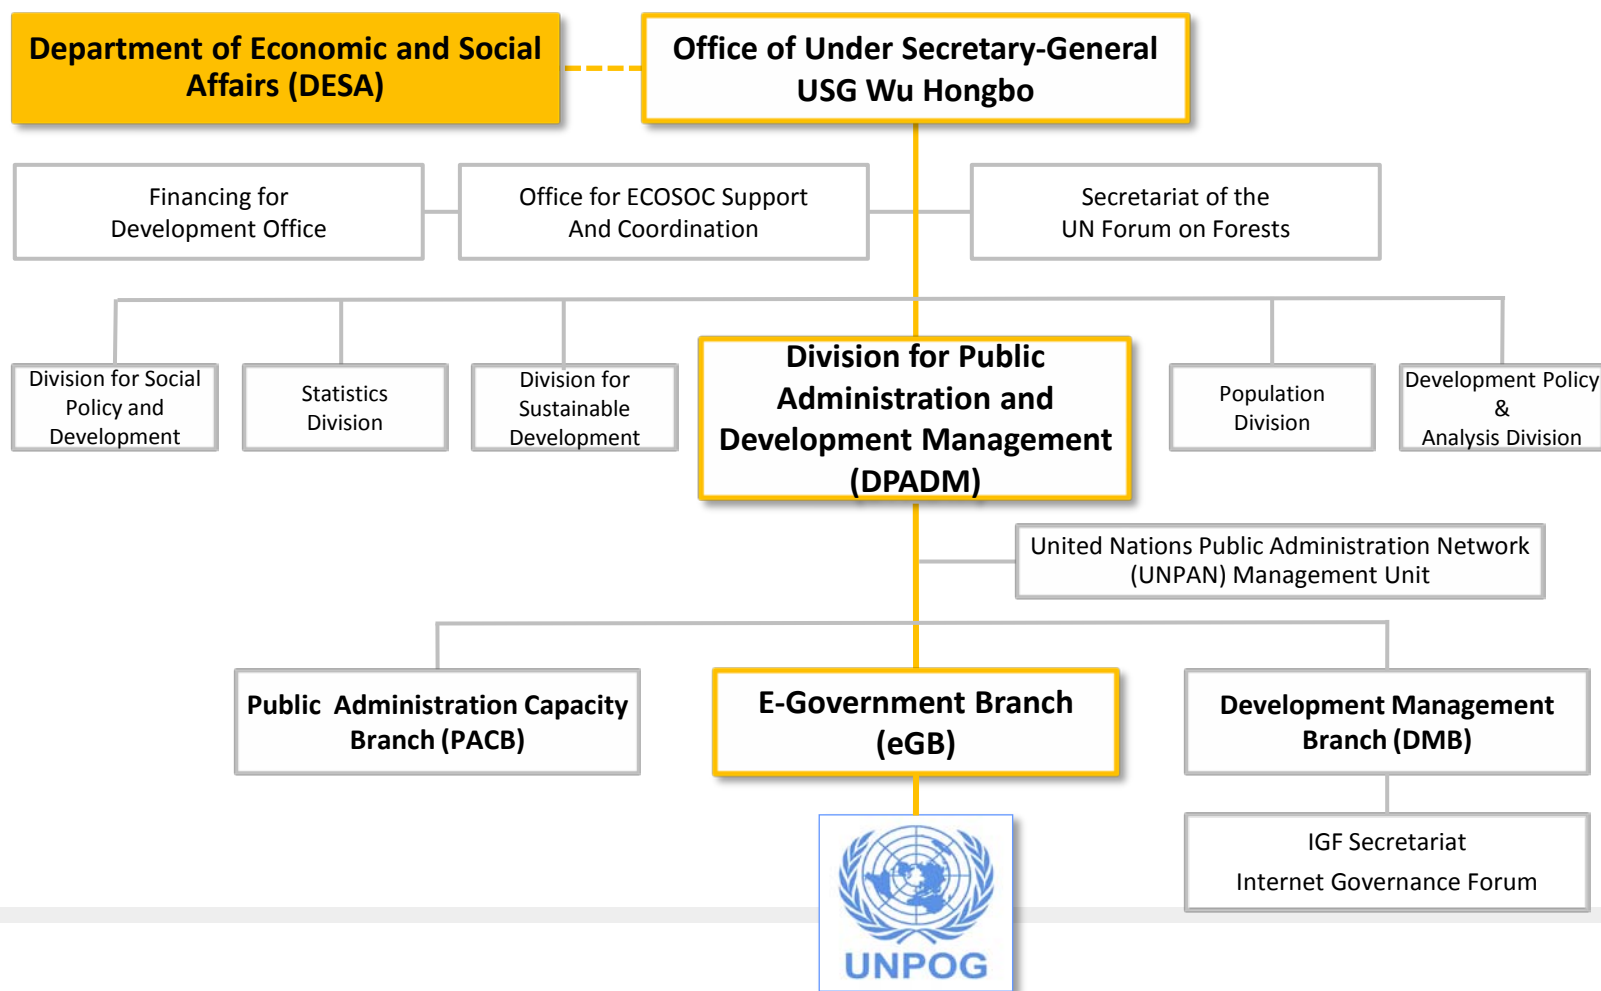 Department of Economic and Social
Affairs (DESA)
Office of Under Secretary-General
USG Wu Hongbo
Financing for
Development Office
Office for ECOSOC Support
And Coordination
Secretariat of the
UN Forum on Forests
Division for Social
Policy and
Development
Statistics
Division
Division for
Sustainable
Development
Division for Public
Administration and
Development Management
(DPADM)
Population
Division
Development Policy
&
Analysis Division
United Nations Public Administration Network
(UNPAN) Management Unit
Public Administration Capacity
Branch (PACB)
E-Government Branch
(eGB)
Development Management
Branch (DMB)
IGF Secretariat
Internet Governance Forum
UNPOG